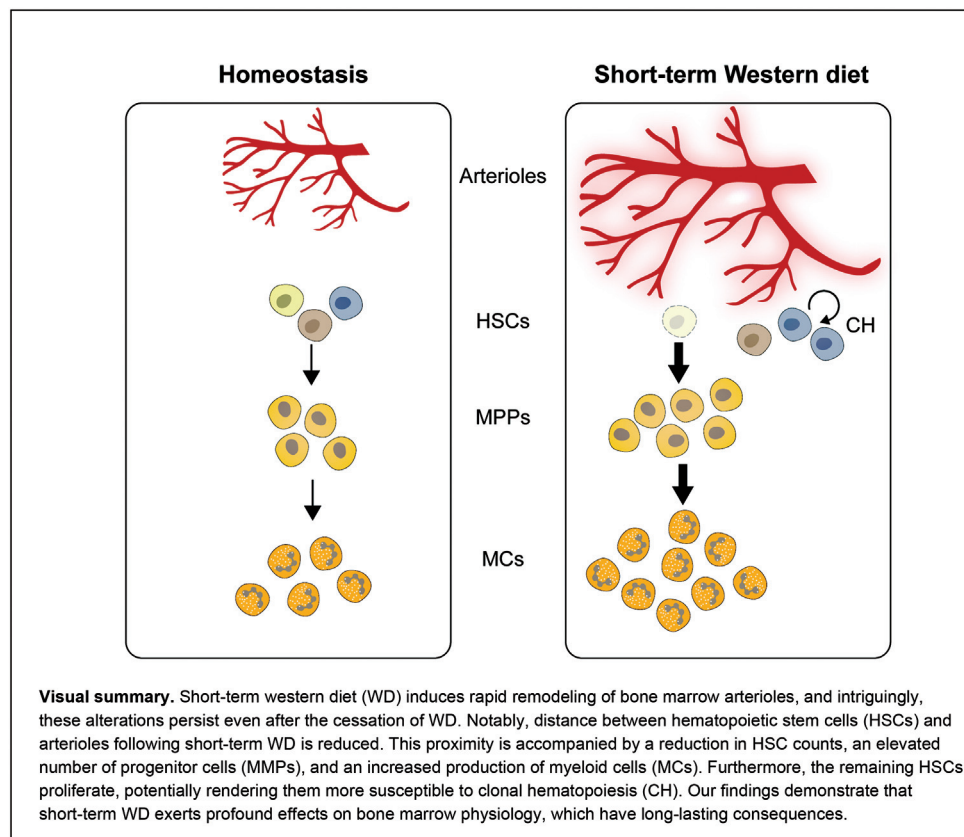 Homeostasis
Short-term Western diet
Arterioles
HSCs
CH
MPPs
MCs
Visual summary. Short-term western diet (WD) induces rapid remodeling of bone marrow arterioles, and intriguingly,
these alterations persist even after the cessation of WD. Notably, distance between hematopoietic stem cells (HSCs) and
arterioles following short-term WD is reduced. This proximity is accompanied by a reduction in HSC counts, an elevated
number of progenitor cells (MMPs), and an increased production of myeloid cells (MCs). Furthermore, the remaining HSCs
proliferate, potentially rendering them more susceptible to clonal hematopoiesis (CH). Our findings demonstrate that
short-term WD exerts profound effects on bone marrow physiology, which have long-lasting consequences.